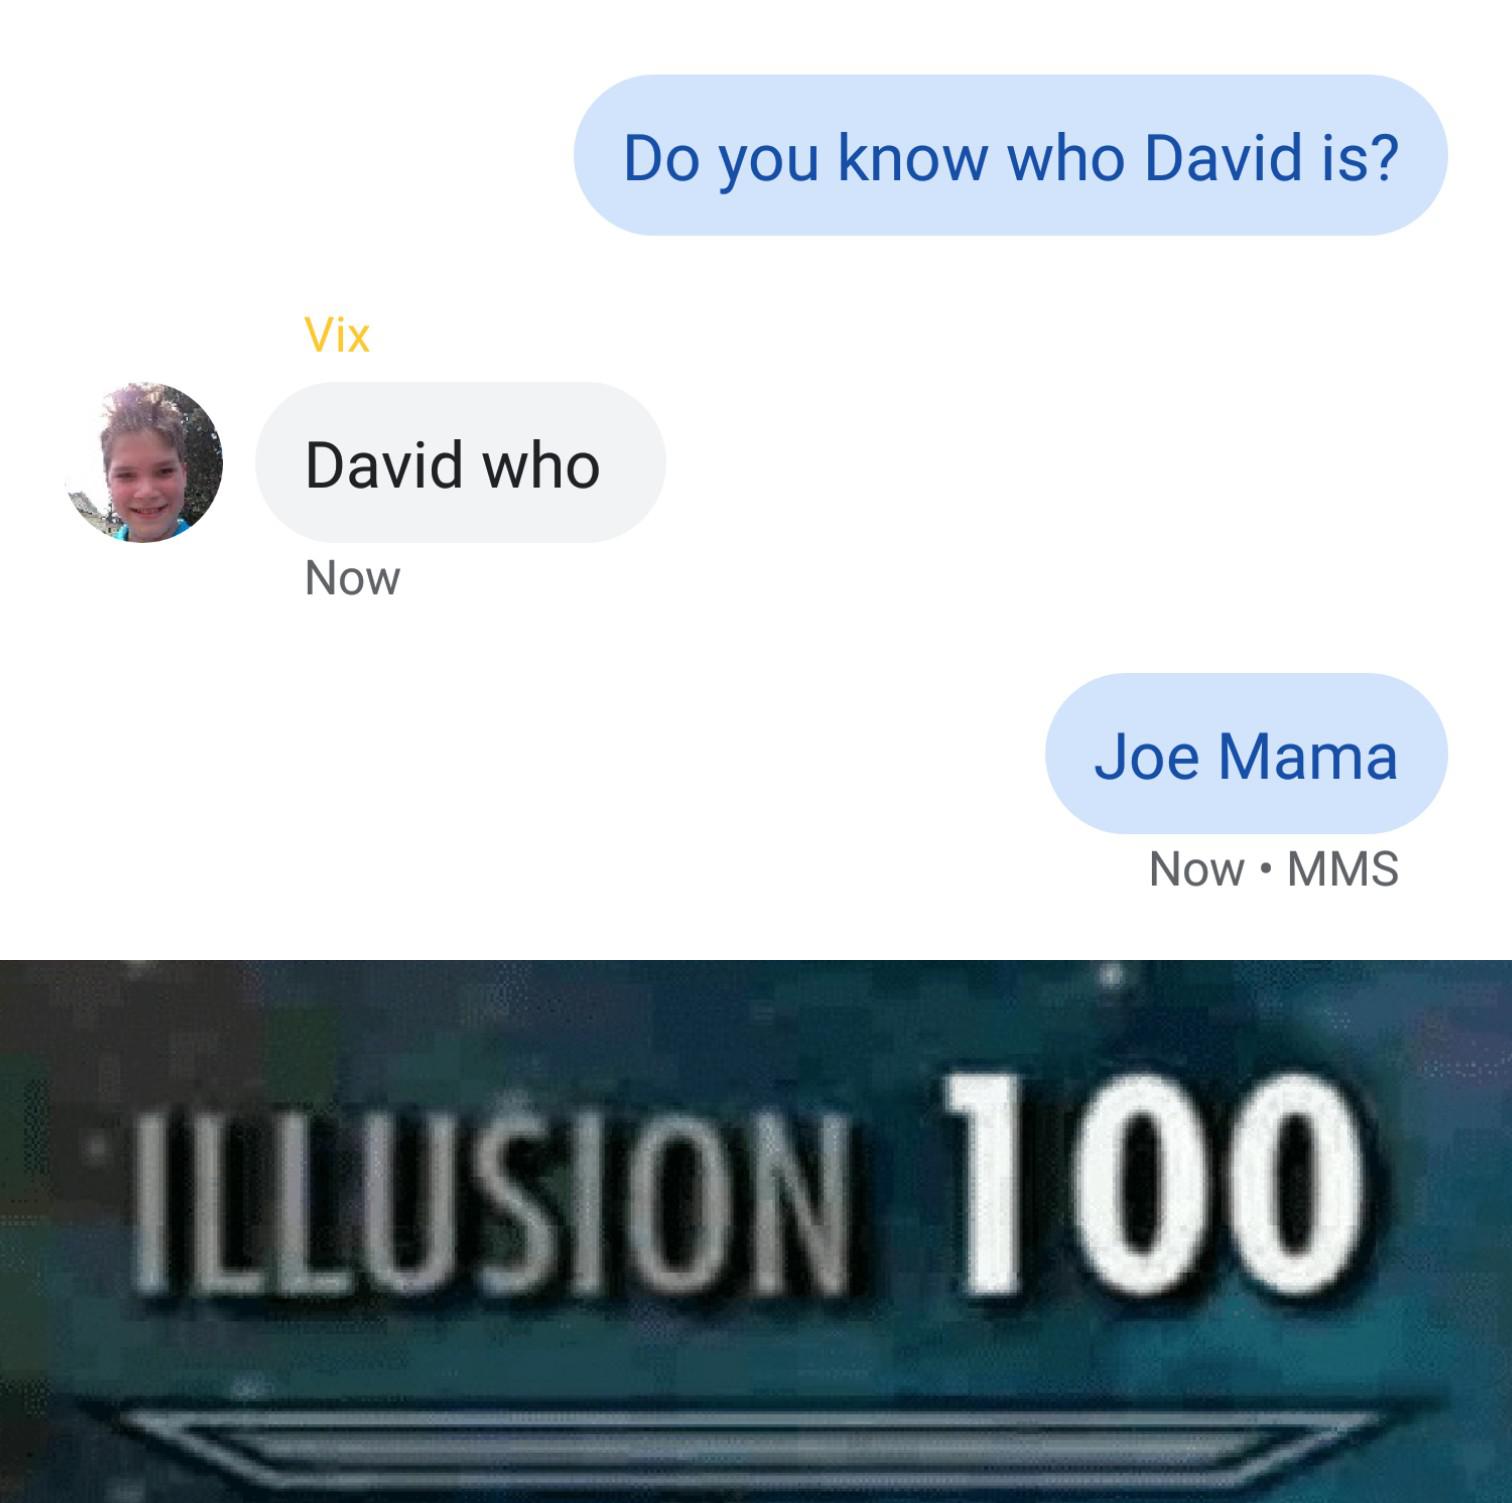 Do you know who David is?
Vix
David who
Now
Joe Mama
Now • MMS
ILLUSION 100